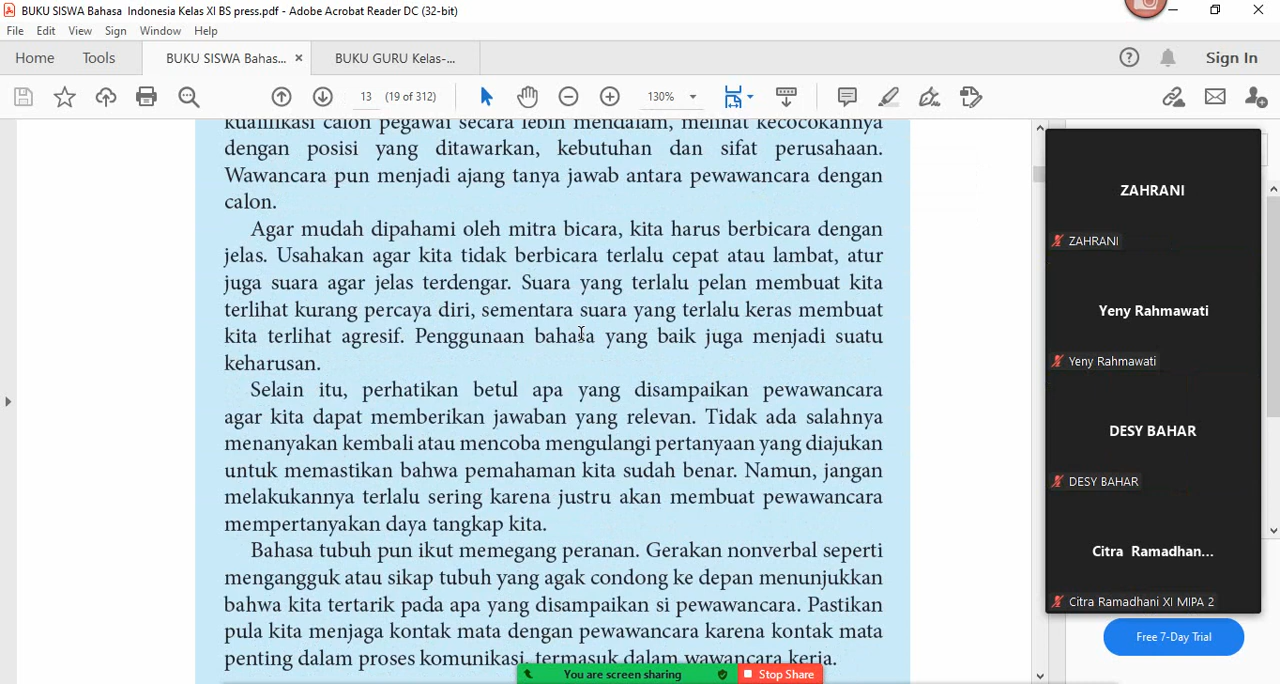 BUKU SISWA Bahasa  Indonesia Kelas XI BS press.pdf - Adobe Acrobat Reader DC (32-bit)
File Edit View Sign Window Help
Home Tools BUKU SISWA Bahas... × BUKU GURU Kelas-... Sign In
13 (19 of 312) 130%
kualifikasi calon pegawai secara lebih mendalam, melihat kecocokannya
dengan posisi yang ditawarkan, kebutuhan dan sifat perusahaan.
Wawancara pun menjadi ajang tanya jawab antara pewawancara dengan
calon.
Agar mudah dipahami oleh mitra bicara, kita harus berbicara dengan
jelas. Usahakan agar kita tidak berbicara terlalu cepat atau lambat, atur
juga suara agar jelas terdengar. Suara yang terlalu pelan membuat kita
terlihat kurang percaya diri, sementara suara yang terlalu keras membuat
kita terlihat agresif. Penggunaan bahasa yang baik juga menjadi suatu
keharusan.
Selain itu, perhatikan betul apa yang disampaikan pewawancara
agar kita dapat memberikan jawaban yang relevan. Tidak ada salahnya
menanyakan kembali atau mencoba mengulangi pertanyaan yang diajukan
untuk memastikan bahwa pemahaman kita sudah benar. Namun, jangan
melakukannya terlalu sering karena justru akan membuat pewawancara
mempertanyakan daya tangkap kita.
Bahasa tubuh pun ikut memegang peranan. Gerakan nonverbal seperti
mengangguk atau sikap tubuh yang agak condong ke depan menunjukkan
bahwa kita tertarik pada apa yang disampaikan si pewawancara. Pastikan
pula kita menjaga kontak mata dengan pewawancara karena kontak mata
penting dalam proses komunikasi, termasuk dalam wawancara kerja.
ZAHRANI
ZAHRANI
Yeny Rahmawati
Yeny Rahmawati
DESY BAHAR
DESY BAHAR
Citra  Ramadhan...
Citra Ramadhani XI MIPA 2
Free 7-Day Trial
You are screen sharing Stop Share